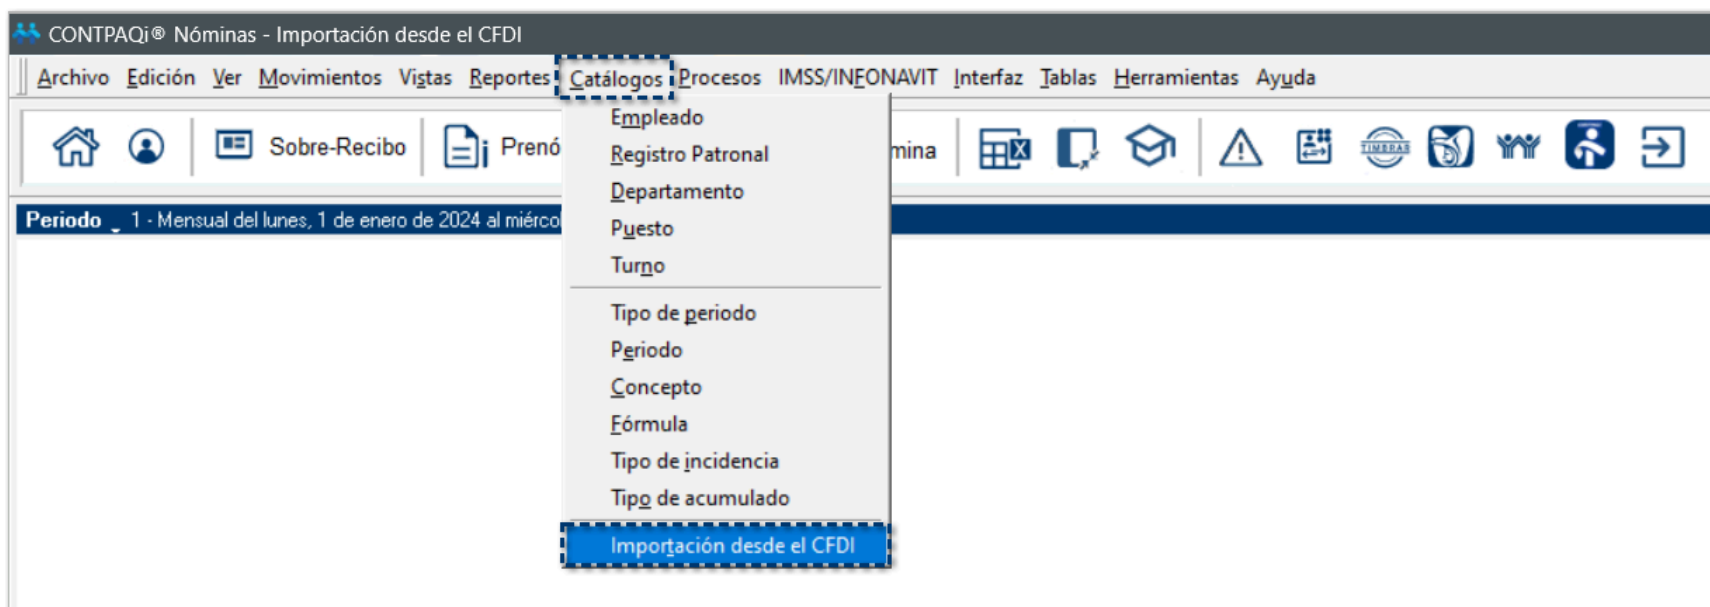 CONTPAQi® Nóminas - Importación desde el CFDI
Archivo Edición Ver Movimientos Vistas Reportes Catálogos Procesos IMSS/INFONAVIT Interfaz Tablas Herramientas Ayuda
Sobre-Recibo Prenó mina TIMBRAS
Periodo 1 - Mensual del lunes, 1 de enero de 2024 al miérco
Empleado
Registro Patronal
Departamento
Puesto
Turno
Tipo de periodo
Periodo
Concepto
Fórmula
Tipo de incidencia
Tipo de acumulado
Importación desde el CFDI